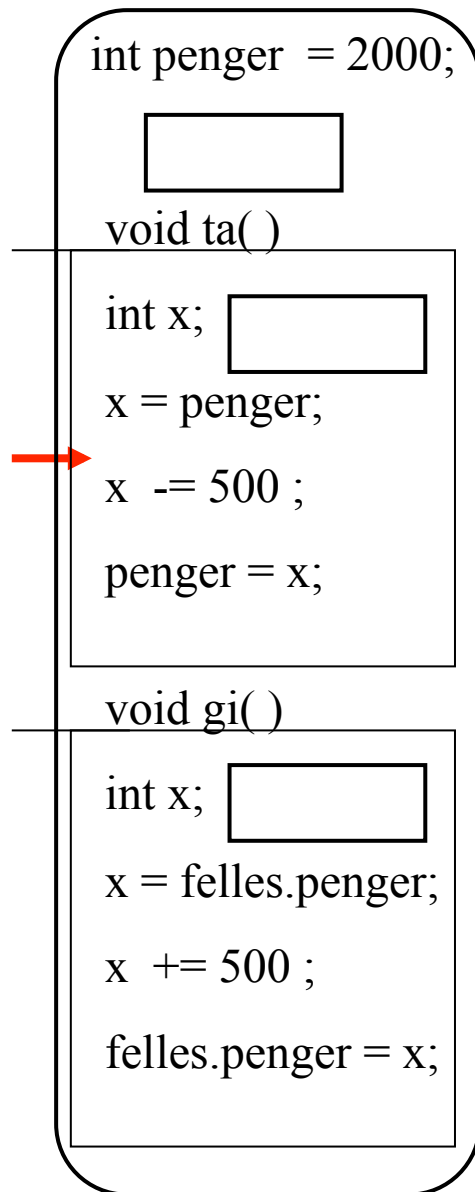 int penger = 2000;
void ta( )
int x;
x = penger;
x -= 500 ;
penger = x;
void gi( )
int x;
x = felles.penger;
x += 500 ;
felles.penger = x;